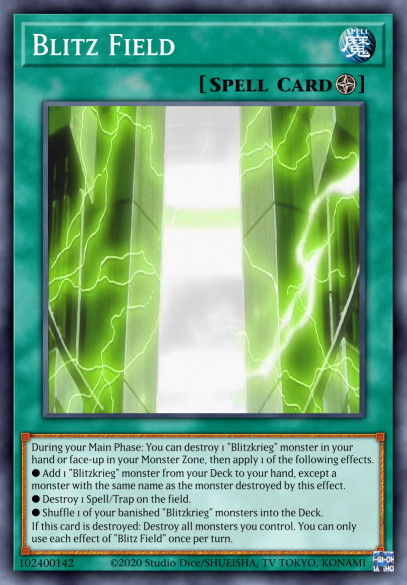 Blitz Field
SPELL
魔
[Spell Card]
During your Main Phase: You can destroy 1 "Blitzkrieg" monster in your
hand or face-up in your Monster Zone, then apply 1 of the following effects.
● Add 1 "Blitzkrieg" monster from your Deck to your hand, except a
monster with the same name as the monster destroyed by this effect.
● Destroy 1 Spell/Trap on the field.
● Shuffle 1 of your banished "Blitzkrieg" monsters into the Deck.
If this card is destroyed: Destroy all monsters you control. You can only
use each effect of "Blitz Field" once per turn.
102400142 ©2020 Studio Dice/SHUEISHA, TV TOKYO, KONAMI